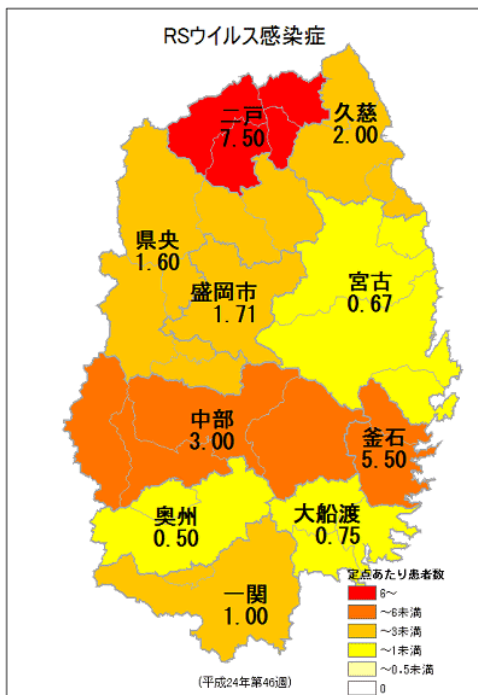 RSウイルス感染症
二戸
7.50
久慈
2.00
県央
1.60
盛岡市
1.71
宮古
0.67
中部
3.00
釜石
5.50
奥州
0.50
大船渡
0.75
一関
1.00
定点あたり患者数
6～
～6未満
～3未満
～1未満
～0.5未満
0
(平成24年第46週)